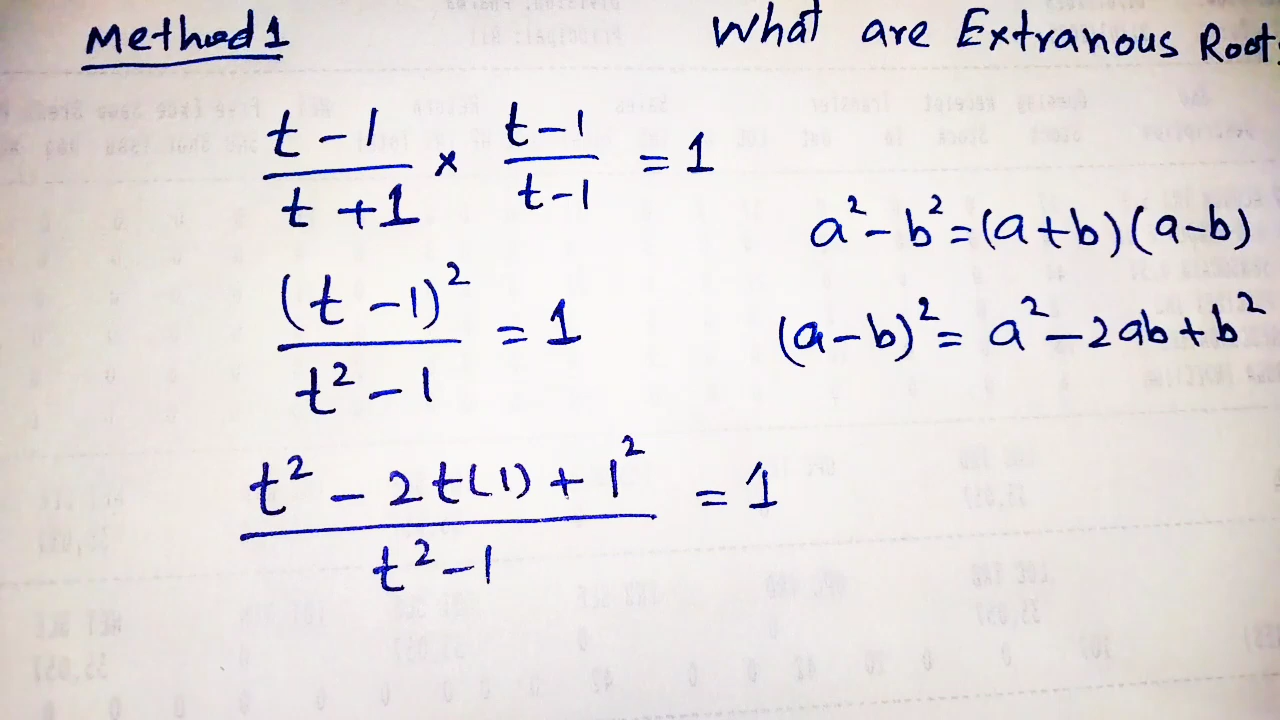 Method 1
What are Extranous Root
t - 1 / t + 1 × t - 1 / t - 1 = 1
a² - b² = (a + b) (a - b)
(t - 1)² / t² - 1 = 1
(a - b)² = a² - 2ab + b²
t² - 2t(1) + 1² / t² - 1 = 1